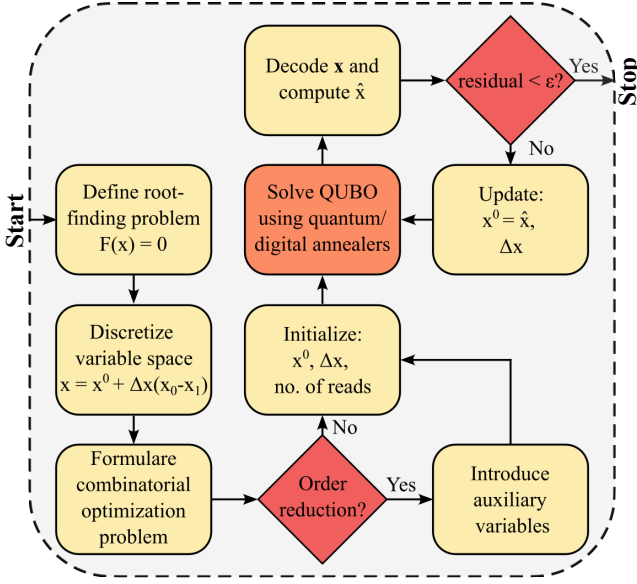 Start
Define root-
finding problem
F(x) = 0
Discretize
variable space
x = x⁰ + Δx(x₀-x₁)
Formulare
combinatorial
optimization
problem
Order
reduction?
Yes
No
Introduce
auxiliary
variables
Initialize:
x⁰, Δx,
no. of reads
Solve QUBO
using quantum/
digital annealers
Decode x and
compute x̂
residual < ε?
Yes
No
Update:
x⁰ = x̂,
Δx
Stop